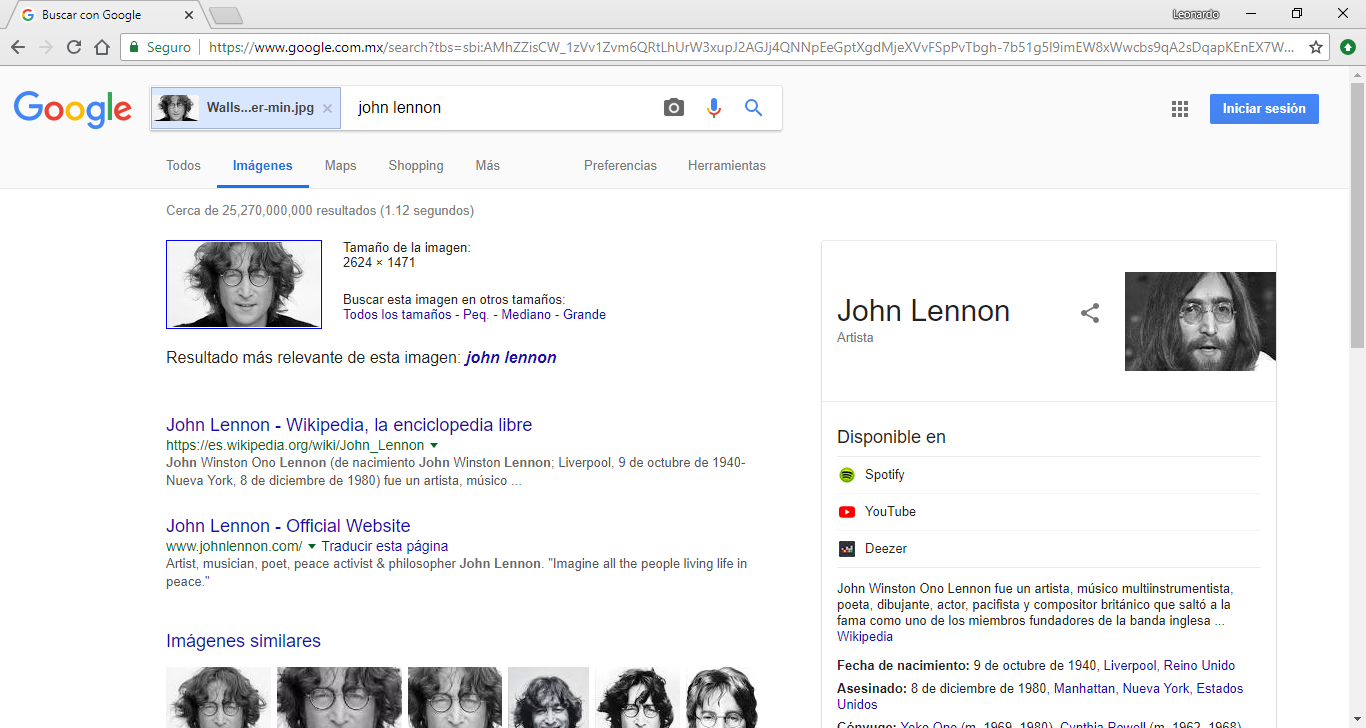 Buscar con Google
Leonardo
Seguro
https://www.google.com.mx/search?tbs=sbi:AMhZZisCW_1zVv1Zvm6QRtLhUrW3xupJ2AGJj4QNNpEeGptXgdMjeXVvFSpPvTbgh-7b51g5I9imEW8xWwcbs9qA2sDqapKEnEX7W...
Google
Walls...er-min.jpg
john lennon
Iniciar sesión
Todos Imágenes Maps Shopping Más Preferencias Herramientas
Cerca de 25,270,000,000 resultados (1.12 segundos)
Tamaño de la imagen:
2624 × 1471
Buscar esta imagen en otros tamaños:
Todos los tamaños - Peq. - Mediano - Grande
Resultado más relevante de esta imagen: john lennon
John Lennon - Wikipedia, la enciclopedia libre
https://es.wikipedia.org/wiki/John_Lennon
John Winston Ono Lennon (de nacimiento John Winston Lennon; Liverpool, 9 de octubre de 1940-
Nueva York, 8 de diciembre de 1980) fue un artista, músico ...
John Lennon - Official Website
www.johnlennon.com/ Traducir esta página
Artist, musician, poet, peace activist & philosopher John Lennon. "Imagine all the people living life in
peace."
Imágenes similares
John Lennon
Artista
Disponible en
Spotify
YouTube
Deezer
John Winston Ono Lennon fue un artista, músico multiinstrumentista,
poeta, dibujante, actor, pacifista y compositor británico que saltó a la
fama como uno de los miembros fundadores de la banda inglesa ...
Wikipedia
Fecha de nacimiento: 9 de octubre de 1940, Liverpool, Reino Unido
Asesinado: 8 de diciembre de 1980, Manhattan, Nueva York, Estados
Unidos
Cónyuge: Yoko Ono (m. 1969–1980), Cynthia Powell (m. 1962–1968)